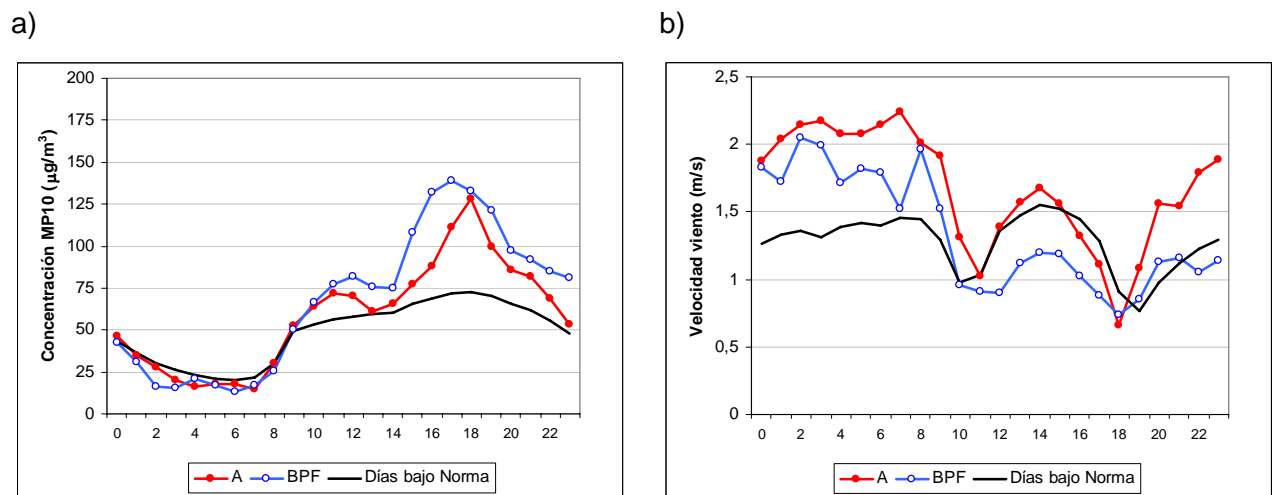 a)
Concentración MP10 (µg/m³)
200
175
150
125
100
75
50
25
0
0 2 4 6 8 10 12 14 16 18 20 22
A BPF Días bajo Norma
b)
Velocidad viento (m/s)
2,5
2
1,5
1
0,5
0
0 2 4 6 8 10 12 14 16 18 20 22
A BPF Días bajo Norma